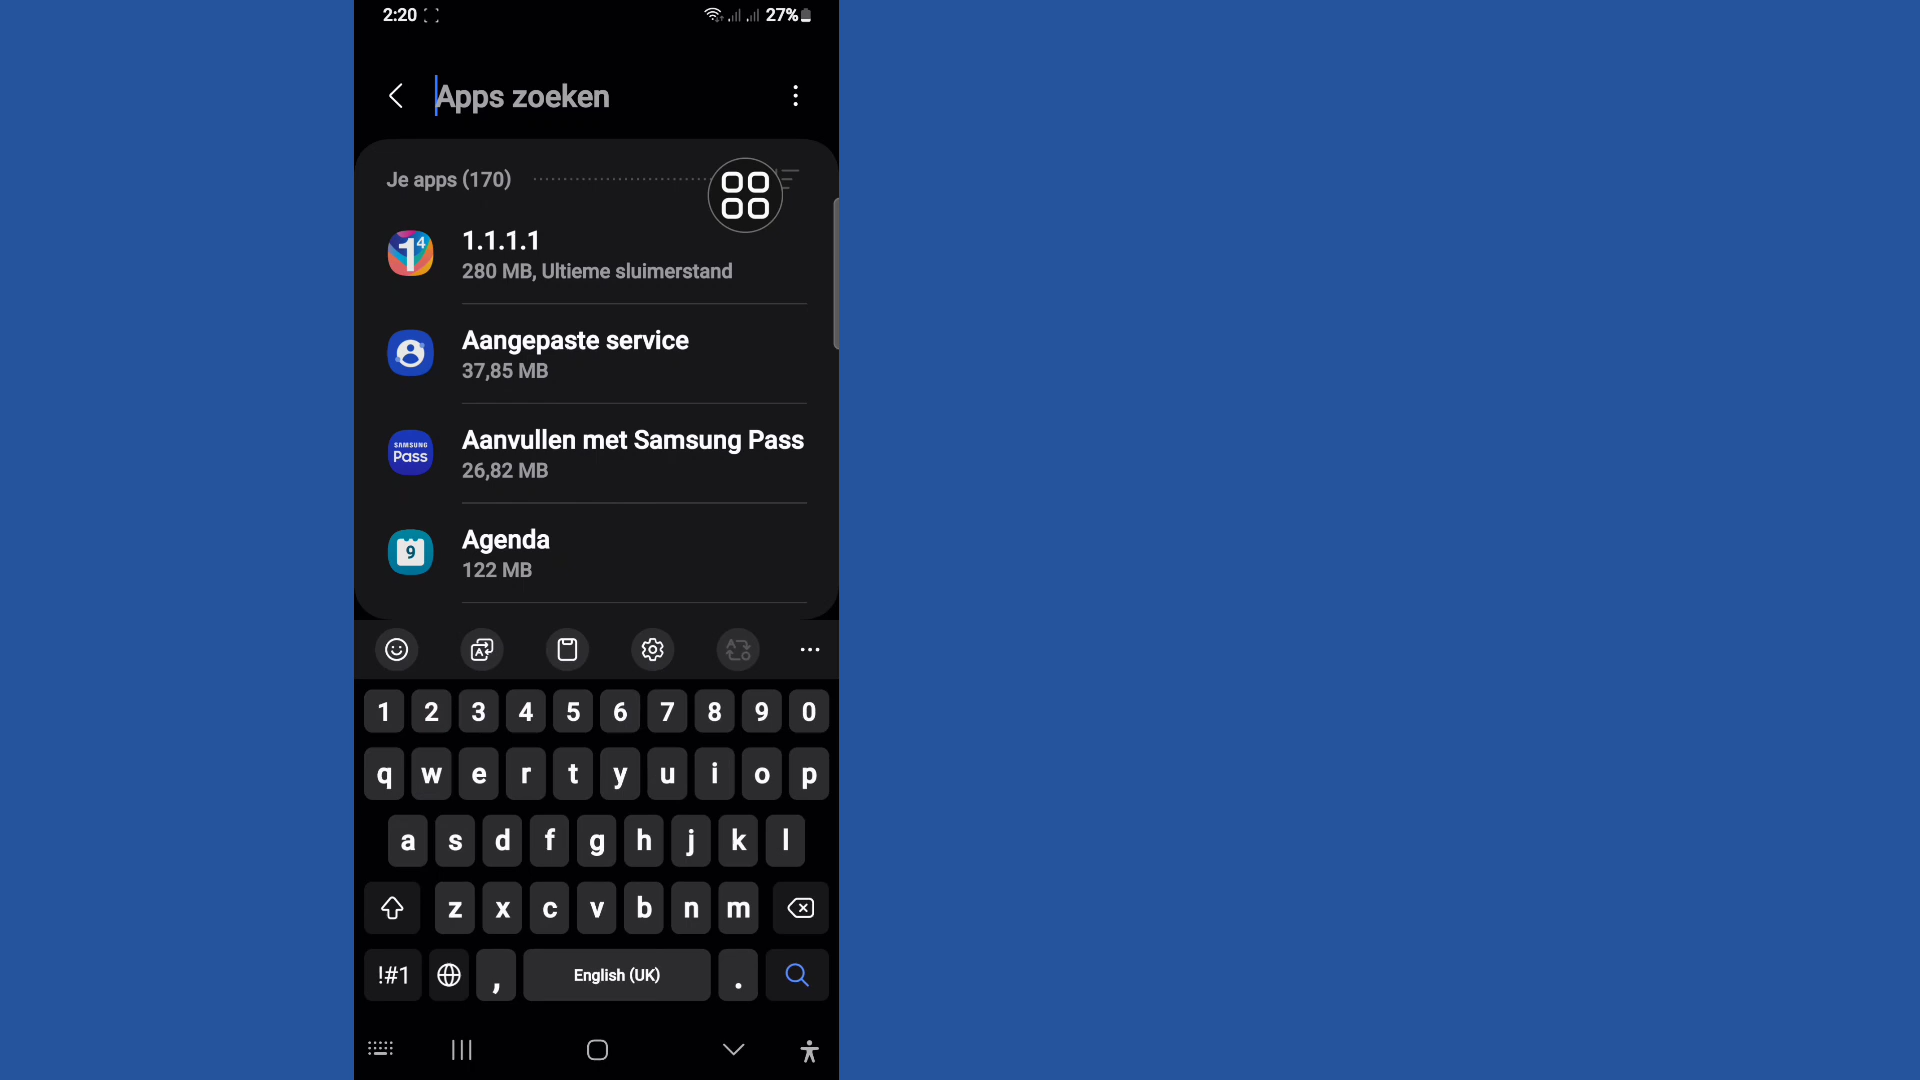 2:20
27%
Apps zoeken
Je apps (170)
1.1.1.1
280 MB, Ultieme sluimerstand
Aangepaste service
37,85 MB
SAMSUNG
Pass
Aanvullen met Samsung Pass
26,82 MB
9
Agenda
122 MB
1 2 3 4 5 6 7 8 9 0
q w e r t y u i o p
a s d f g h j k l
z x c v b n m
!#1 , English (UK) .